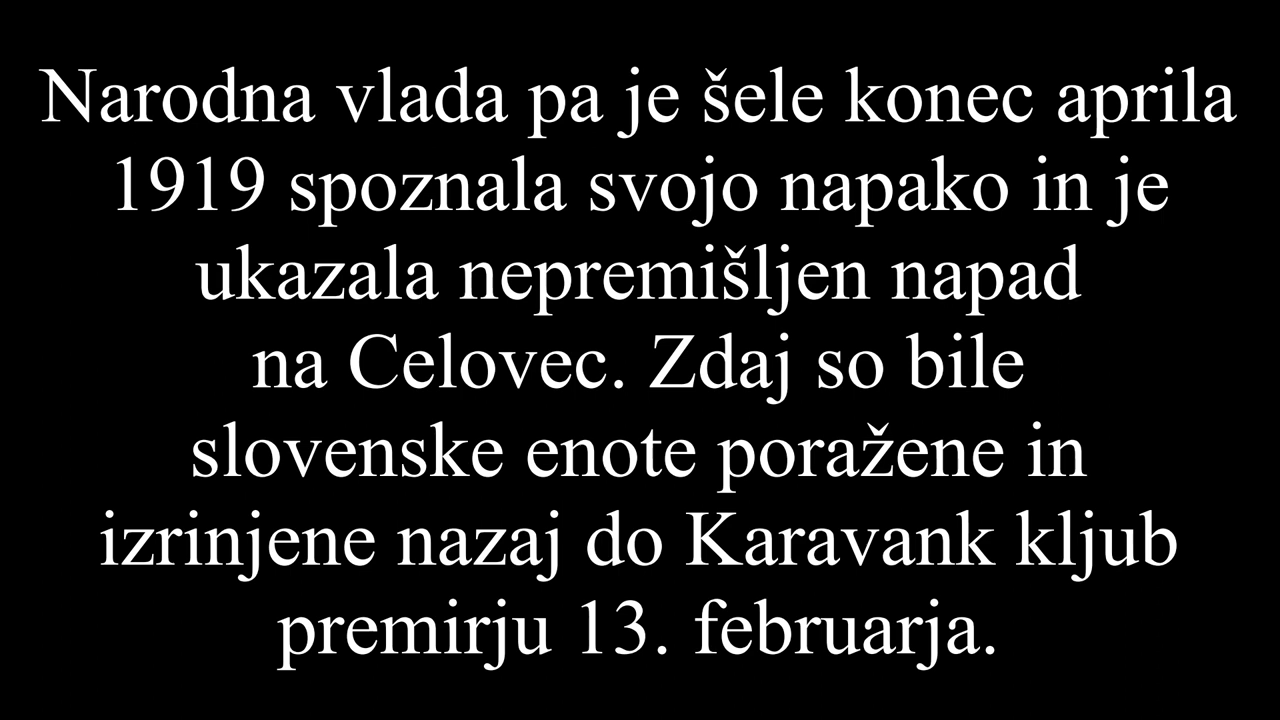 Narodna vlada pa je šele konec aprila
1919 spoznala svojo napako in je
ukazala nepremišljen napad
na Celovec. Zdaj so bile
slovenske enote poražene in
izrinjene nazaj do Karavank kljub
premirju 13. februarja.